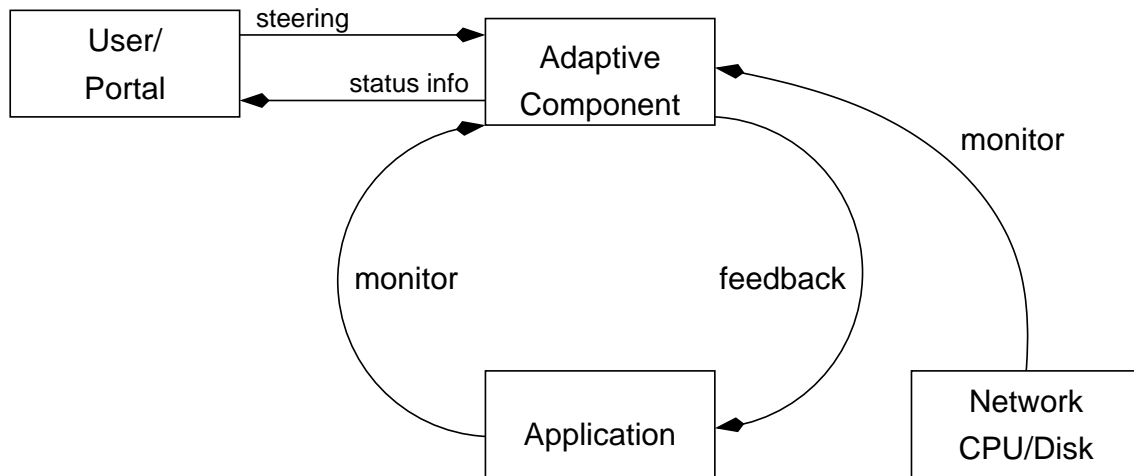 User/
Portal
steering
status info
Adaptive
Component
monitor
monitor
feedback
Application
Network
CPU/Disk